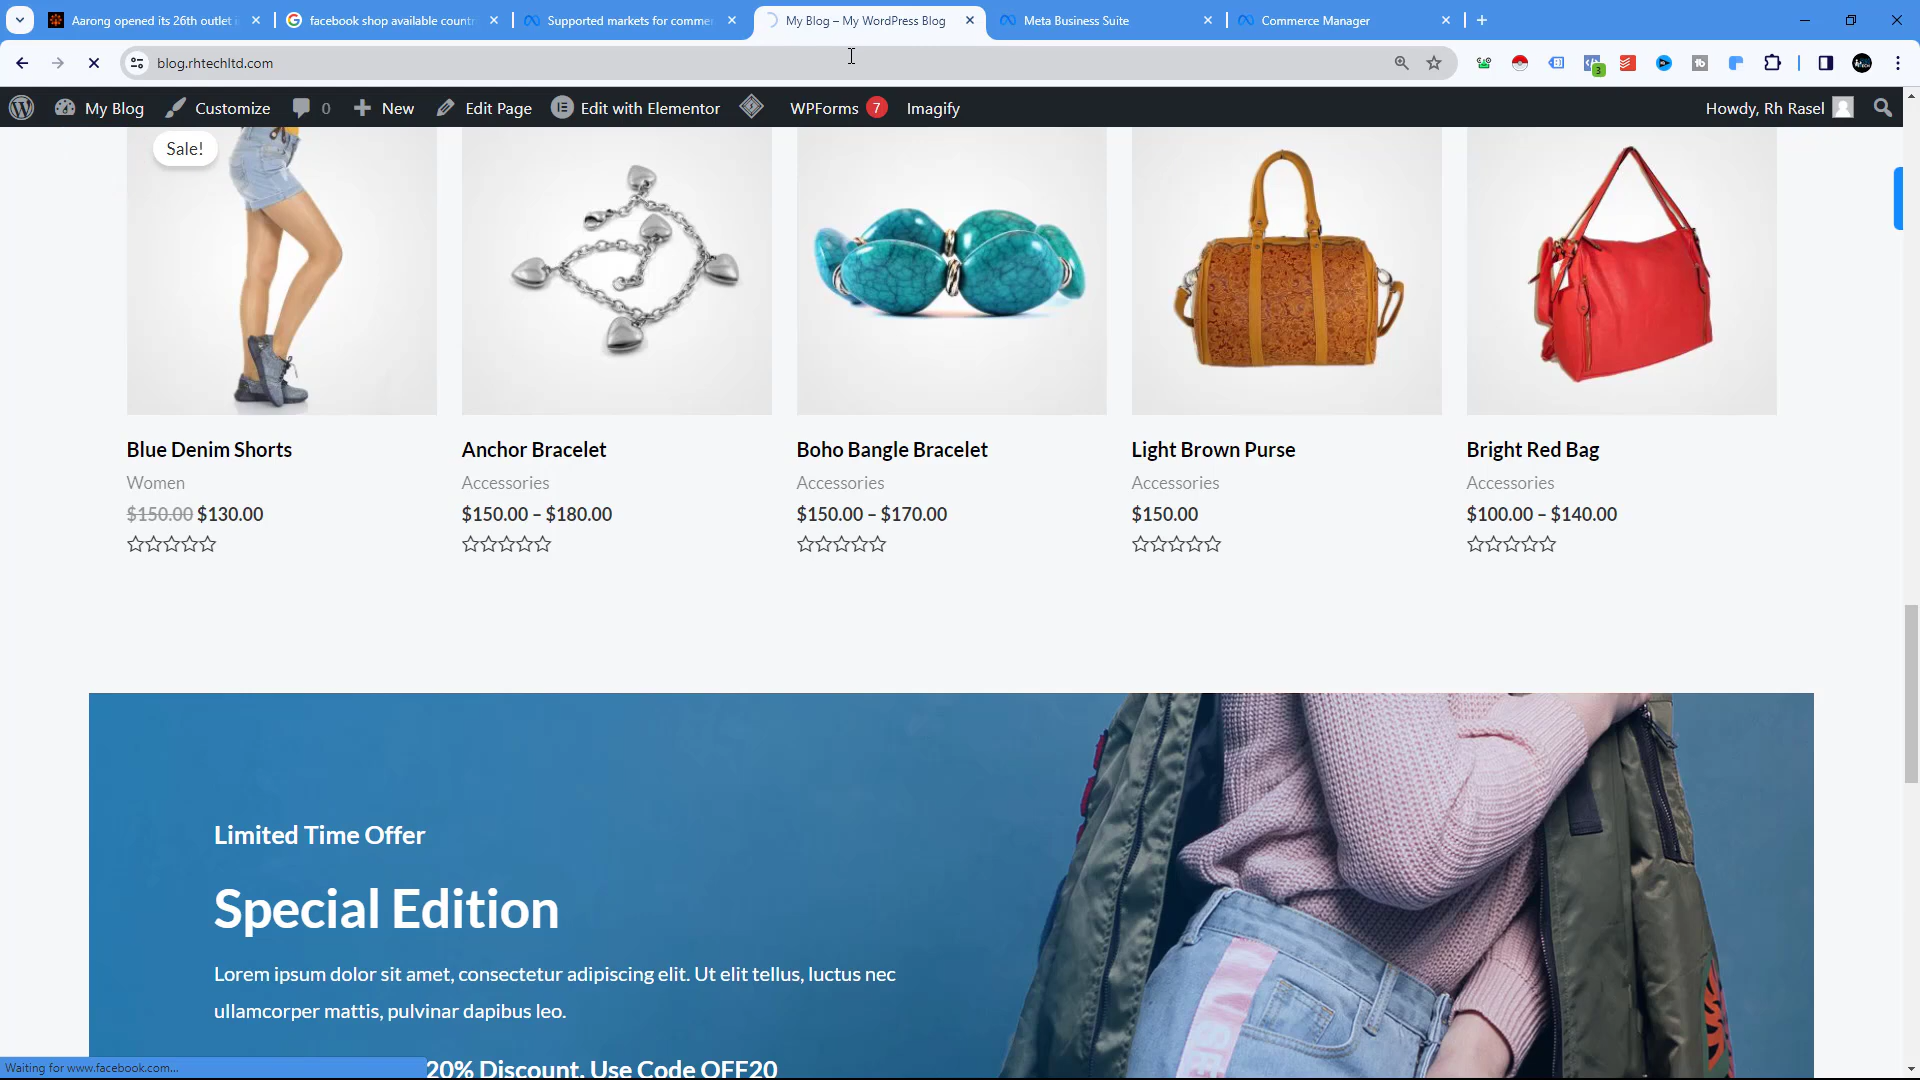 Aarong opened its 26th outlet i
facebook shop available countr
Supported markets for commer
My Blog – My WordPress Blog
Meta Business Suite
Commerce Manager
blog.rhtechltd.com
3
My Blog
Customize
0
New
Edit Page
Edit with Elementor
WPForms 7
Imagify
Howdy, Rh Rasel
Sale!
Blue Denim Shorts
Women
$150.00 $130.00
Anchor Bracelet
Accessories
$150.00 – $180.00
Boho Bangle Bracelet
Accessories
$150.00 – $170.00
Light Brown Purse
Accessories
$150.00
Bright Red Bag
Accessories
$100.00 – $140.00
Limited Time Offer
Special Edition
Lorem ipsum dolor sit amet, consectetur adipiscing elit. Ut elit tellus, luctus nec
ullamcorper mattis, pulvinar dapibus leo.
20% Discount. Use Code OFF20
Waiting for www.facebook.com...